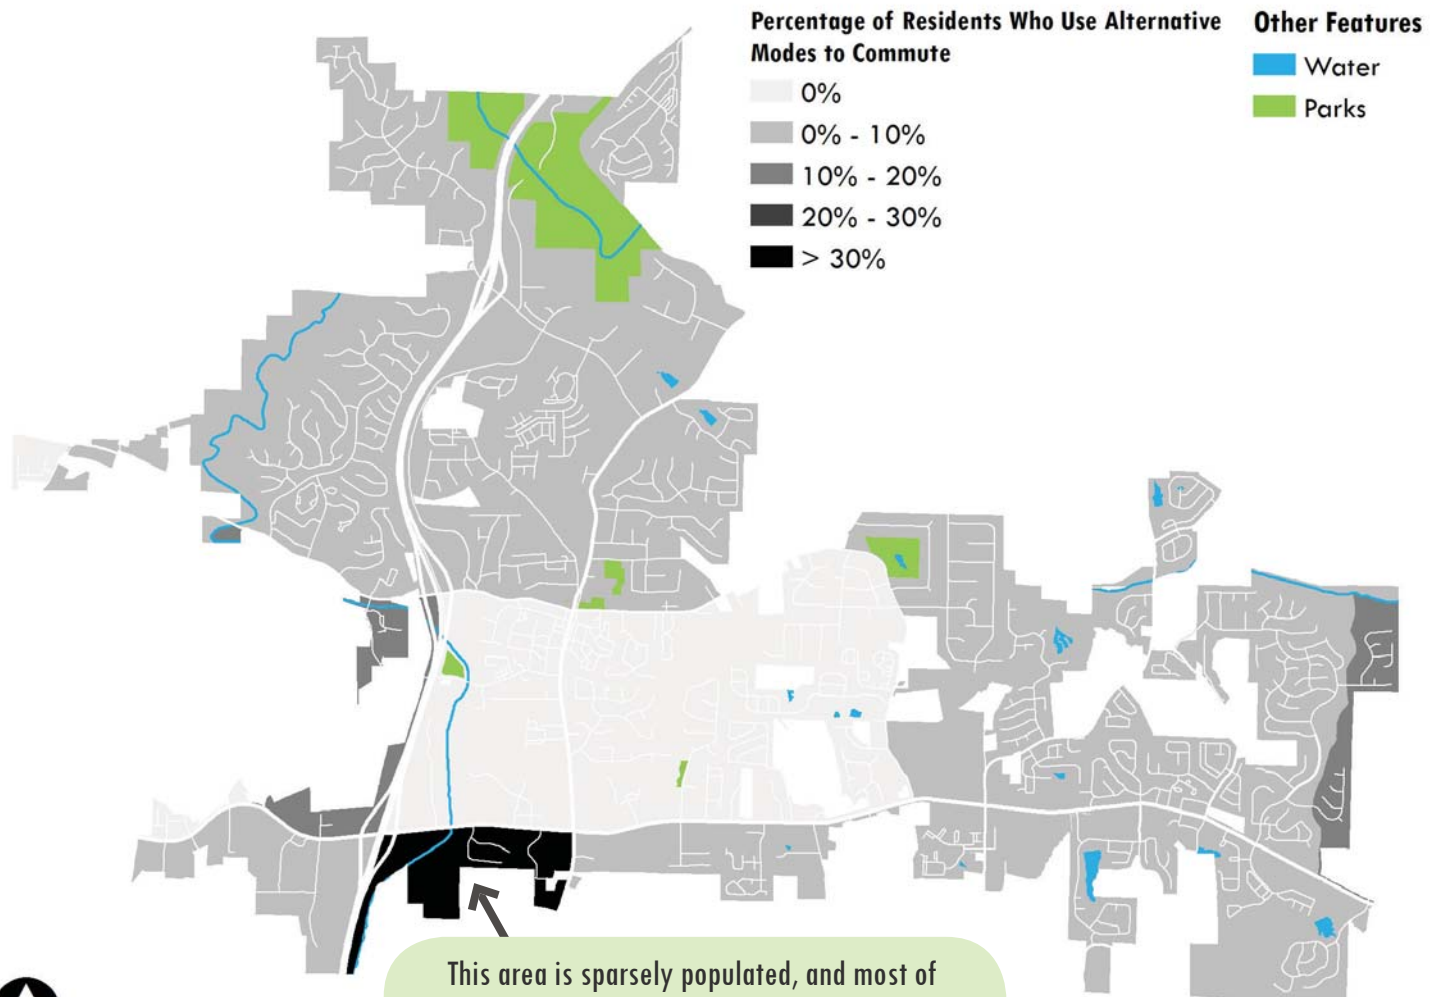 Percentage of Residents Who Use Alternative
Modes to Commute
0%
0% - 10%
10% - 20%
20% - 30%
> 30%
Other Features
Water
Parks
This area is sparsely populated, and most of